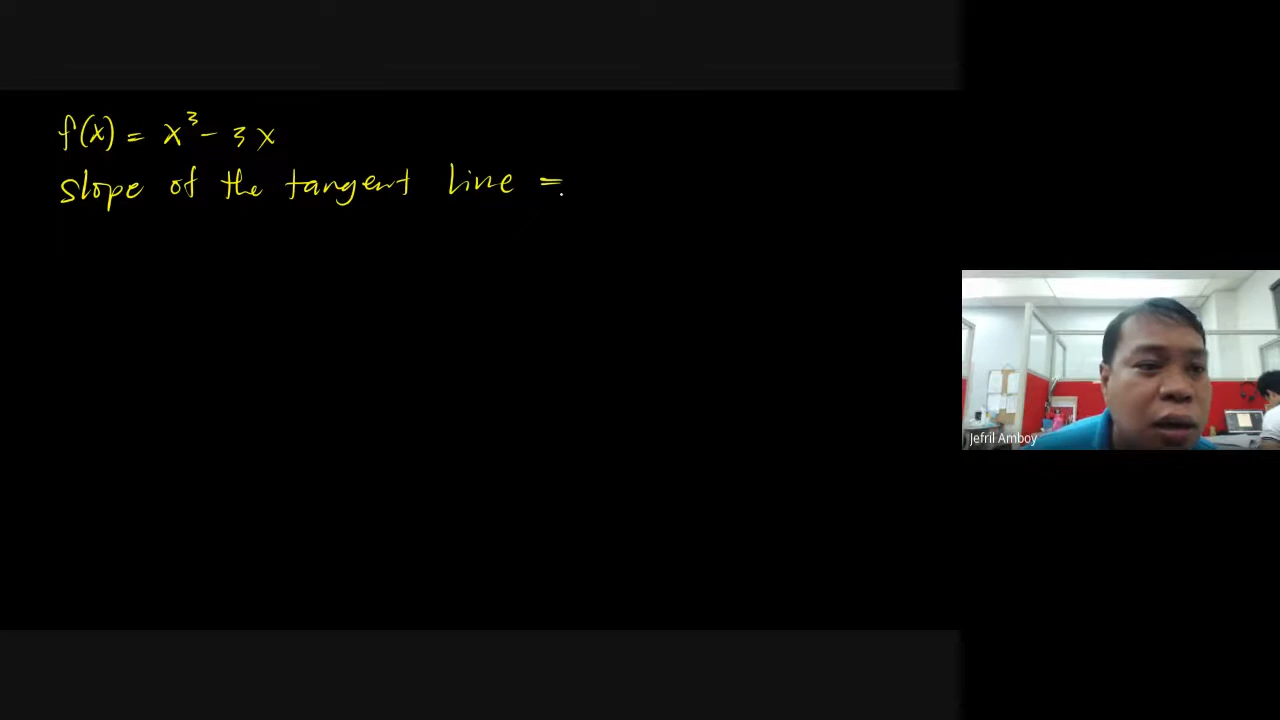 f(x) = x³ - 3x
slope of the tangent line =
Jefril Amboy